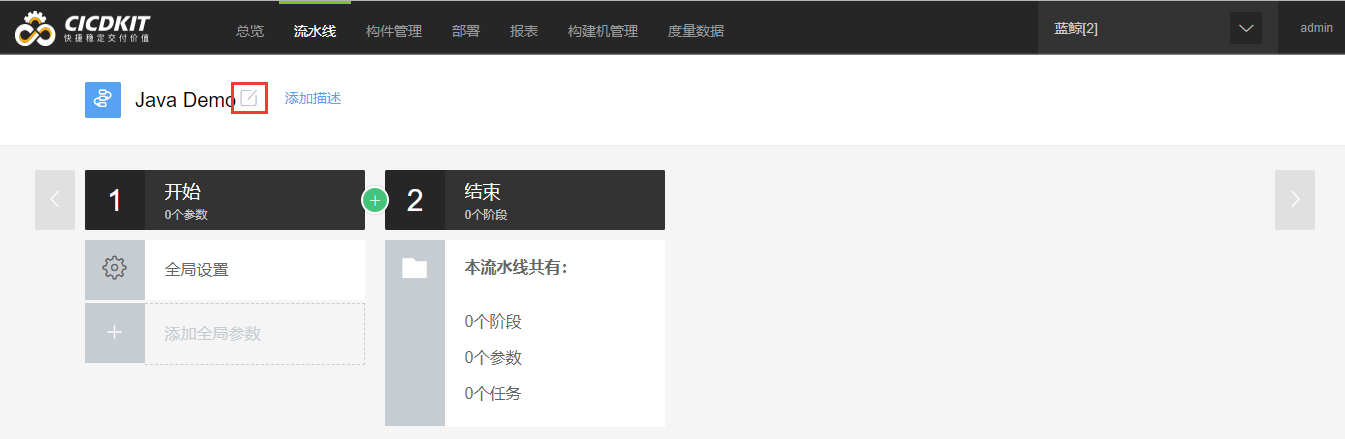 CICDKIT
快捷稳定交付价值
总览 流水线 构件管理 部署 报表 构建机管理 度量数据 蓝鲸[2] admin
Java Demo 添加描述
1 开始
0个参数
2 结束
0个阶段
全局设置
添加全局参数
本流水线共有：
0个阶段
0个参数
0个任务